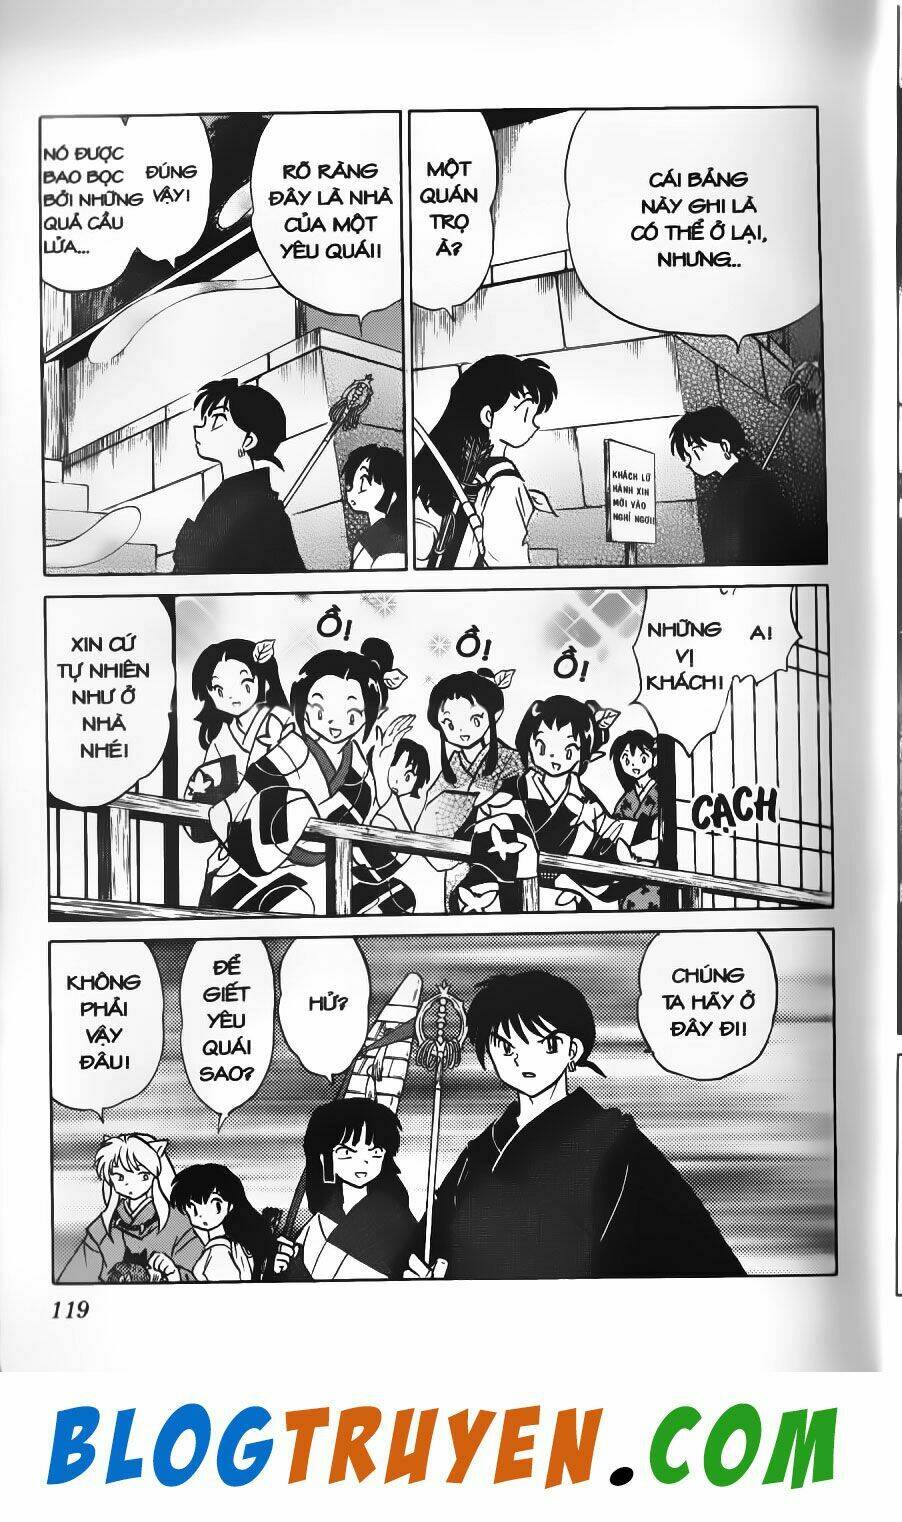 CÁI BẢNG
NÀY GHI LÀ
CÓ THỂ Ở LẠI,
NHƯNG...
MỘT
QUÁN
TRỌ
À?
KHÁCH LỮ
HÀNH XIN
MỜI VÀO
NGHỈ NGƠI!
RÕ RÀNG
ĐÂY LÀ NHÀ
CỦA MỘT
YÊU QUÁI!
ĐÚNG
VẬY!
NÓ ĐƯỢC
BAO BỌC
BỞI NHỮNG
QUẢ CẦU
LỬA...
A!
NHỮNG
VỊ
KHÁCH!
CẠCH
Ồ!
Ồ!
Ồ!
XIN CỨ
TỰ NHIÊN
NHƯ Ở
NHÀ
NHÉ!
CHÚNG
TA HÃY Ở
ĐÂY ĐI!
HỬ?
ĐỂ
GIẾT
YÊU
QUÁI
SAO?
KHÔNG
PHẢI
VẬY
ĐÂU!
119
BLOGTRUYEN.COM